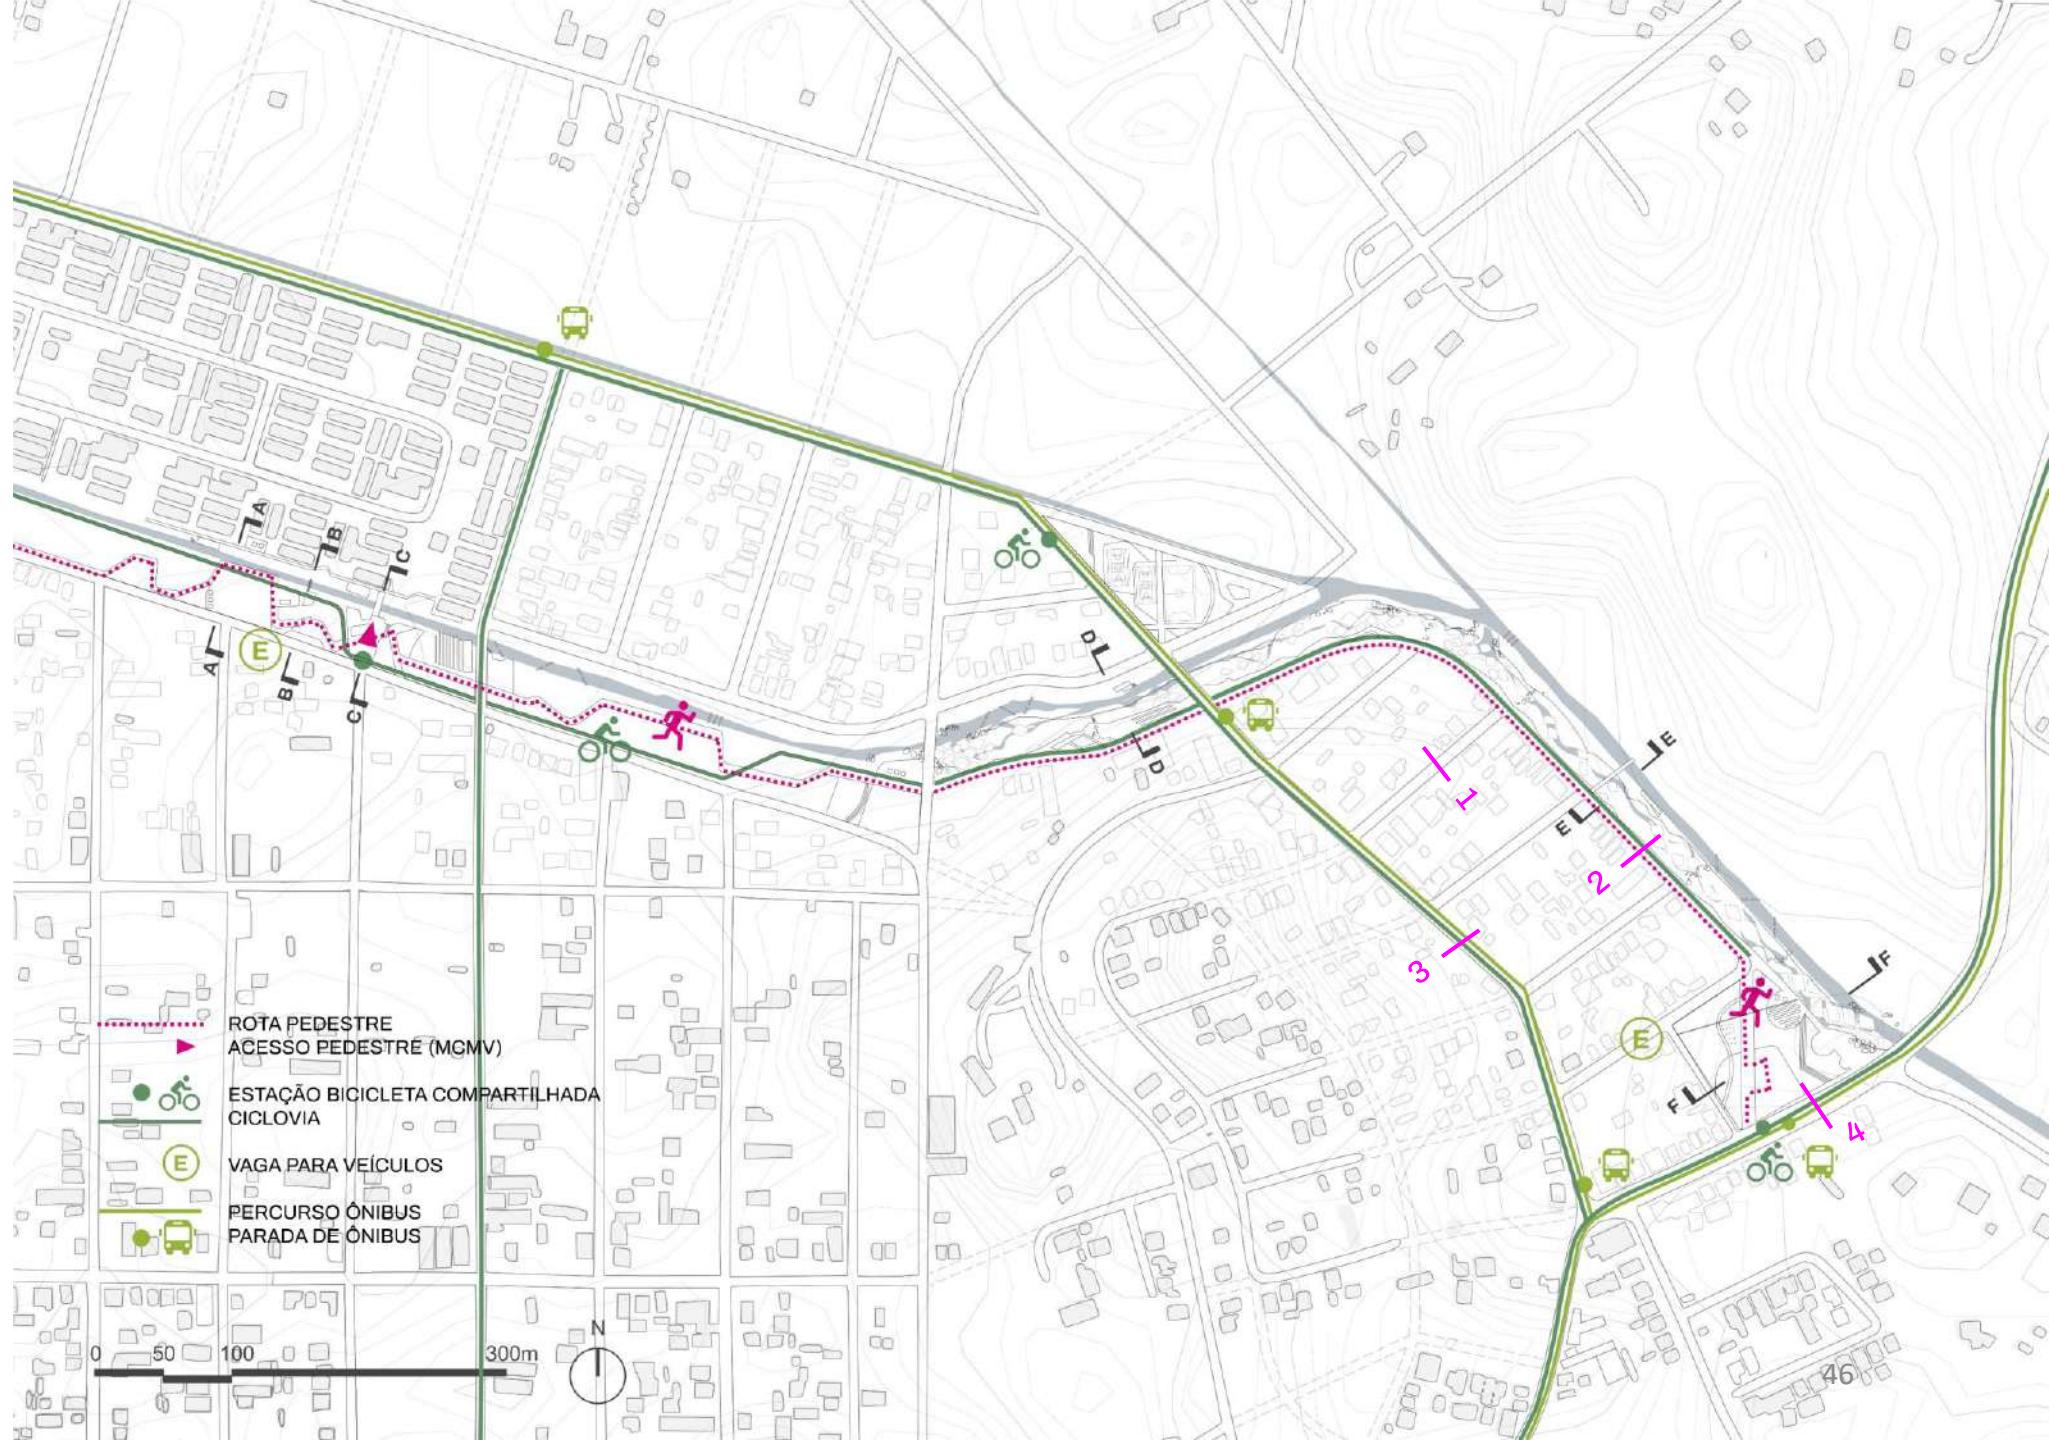 A
B
C
A
B
C
E
D
D
E
E
1
2
3
4
F
F
E
ROTA PEDESTRE
ACESSO PEDESTRE (MCMV)
ESTAÇÃO BICICLETA COMPARTILHADA
CICLOVIA
E VAGA PARA VEÍCULOS
PERCURSO ÔNIBUS
PARADA DE ÔNIBUS
0 50 100 300m
N
46